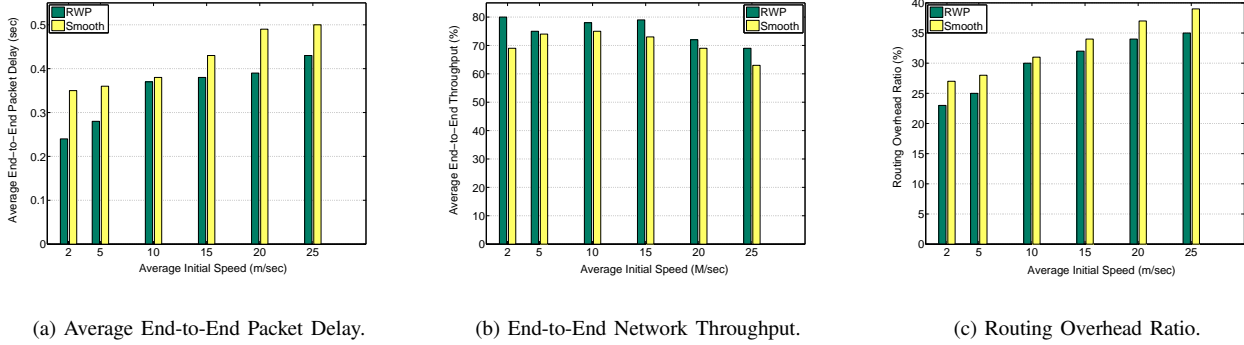 RWP
Smooth
0.5
0.4
0.3
0.2
0.1
0
2 5 10 15 20 25
Average End−to−End Packet Delay (sec)
Average Initial Speed (m/sec)
(a) Average End-to-End Packet Delay.
RWP
Smooth
80
70
60
50
40
30
20
10
0
2 5 10 15 20 25
Average End−to−End Throughput (%)
Average Initial Speed (M/sec)
(b) End-to-End Network Throughput.
RWP
Smooth
40
35
30
25
20
15
10
5
0
2 5 10 15 20 25
Routing Overhead Ratio (%)
Average Initial Speed (m/sec)
(c) Routing Overhead Ratio.